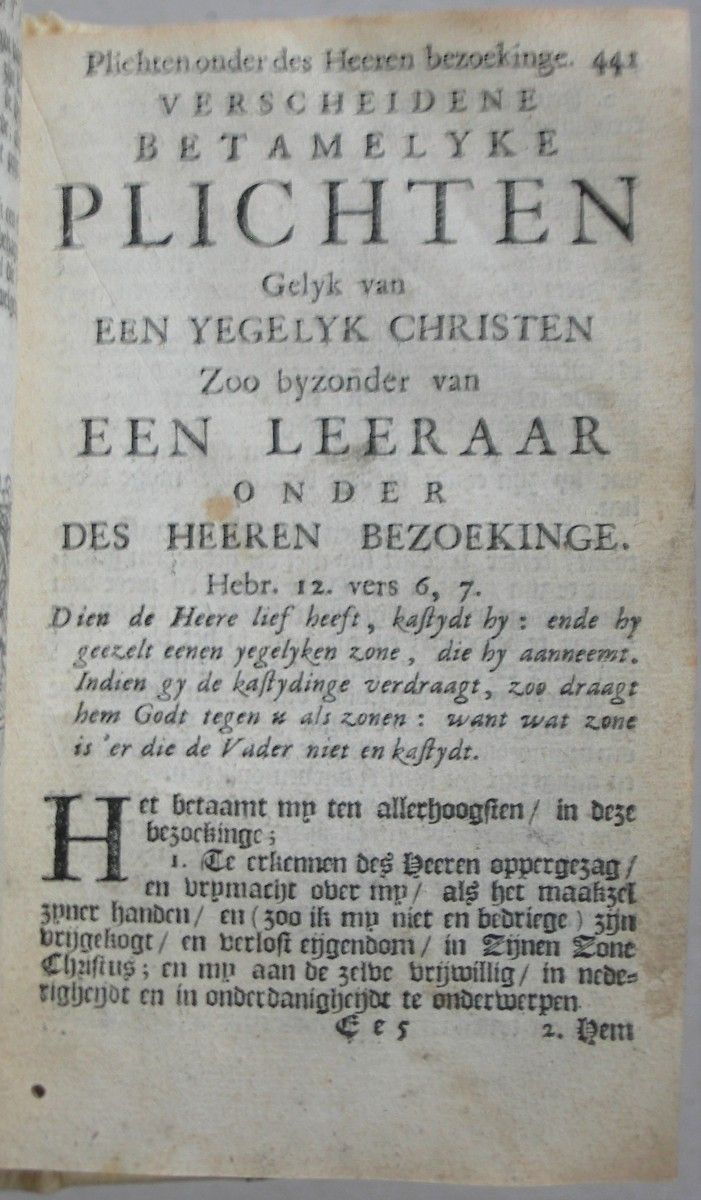 Plichten onder des Heeren bezoekinge. 441
VERSCHEIDENE
BETAMELYKE
PLICHTEN
Gelyk van
EEN YEGELYK CHRISTEN
Zoo byzonder van
EEN LEERAAR
ONDER
DES HEEREN BEZOEKINGE.
Hebr. 12. vers 6, 7.
Dien de Heere lief heeft, kastydt hy: ende hy
geezelt eenen yegelyken zone, die hy aanneemt.
Indien gy de kastydinge verdraagt, zoo draagt
hem Godt tegen u als zonen: want wat zone
is 'er die de Vader niet en kastydt.
Het betaamt my ten allerhoogsten/ in deze
bezoekinge;
1. Te erkennen des Heeren oppergezag/
en vrymacht over my/ als het maakzel
zyner handen/ en (zoo ik my niet en bedriege) zijn
vrijgekogt/ en verlost eygendom/ in Zijnen Zone
Christus; en my aan de zelve vrijwillig/ in nede-
righeydt en in onderdanigheydt te onderwerpen
Ee 5 2. Hem